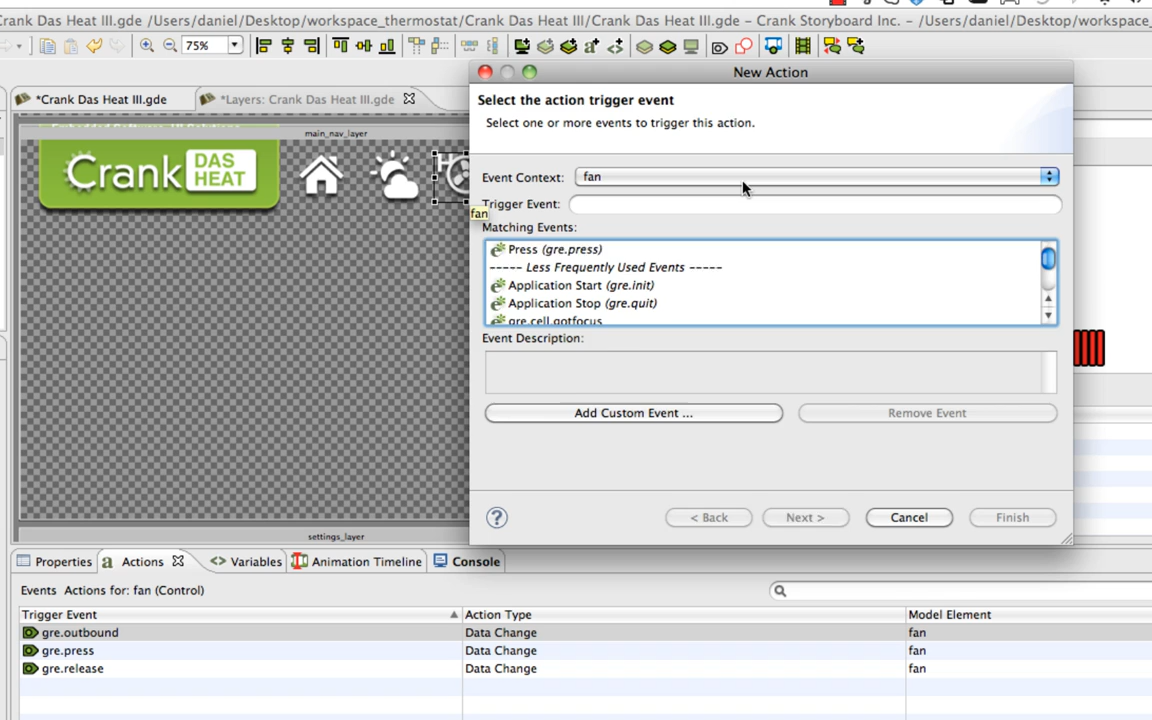 Crank Das Heat III.gde /Users/daniel/Desktop/workspace_thermostat/Crank Das Heat III/Crank Das Heat III.gde - Crank Storyboard Inc. - /Users/daniel/Desktop/workspace_
75%
New Action
*Crank Das Heat III.gde
*Layers: Crank Das Heat III.gde
Select the action trigger event
Select one or more events to trigger this action.
main_nav_layer
Crank DAS HEAT
Event Context: fan
Trigger Event:
fan
Matching Events:
Press (gre.press)
----- Less Frequently Used Events -----
Application Start (gre.init)
Application Stop (gre.quit)
gre.cell.gotfocus
Event Description:
Add Custom Event ...
Remove Event
< Back
Next >
Cancel
Finish
settings_layer
Properties
Actions
Variables
Animation Timeline
Console
Events Actions for: fan (Control)
Trigger Event Action Type Model Element
gre.outbound Data Change fan
gre.press Data Change fan
gre.release Data Change fan